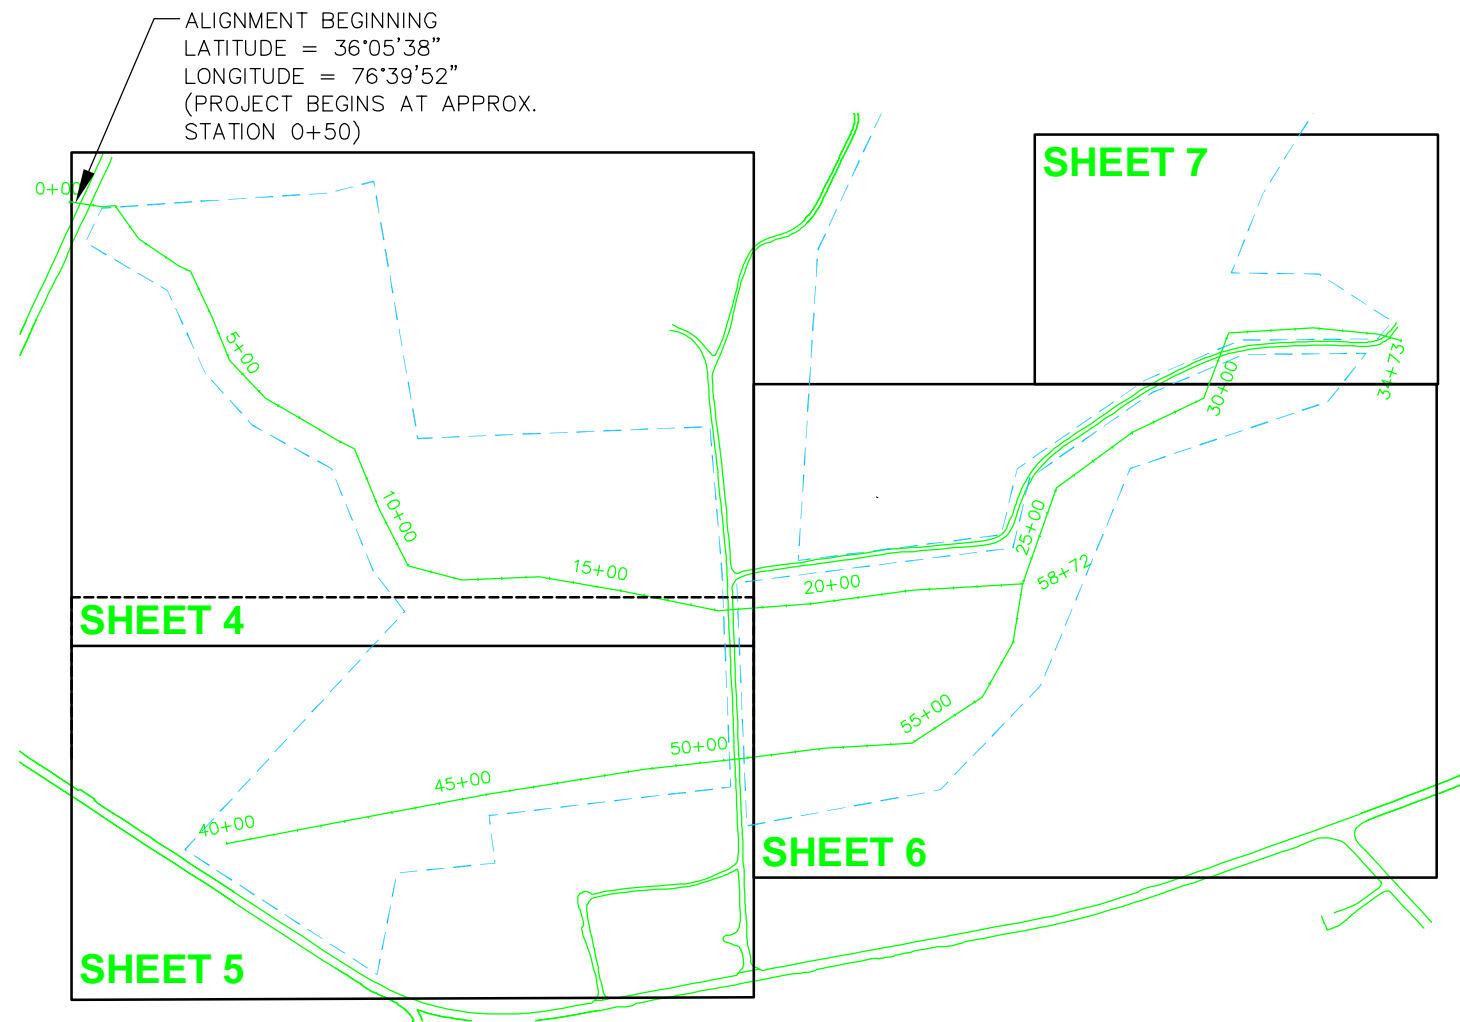 ALIGNMENT BEGINNING
LATITUDE = 36°05'38"
LONGITUDE = 76°39'52"
(PROJECT BEGINS AT APPROX.
STATION 0+50)
SHEET 7
0+00
5+00
30+00
34+73
10+00
25+00
15+00
20+00
58+72
SHEET 4
55+00
50+00
45+00
40+00
SHEET 6
SHEET 5